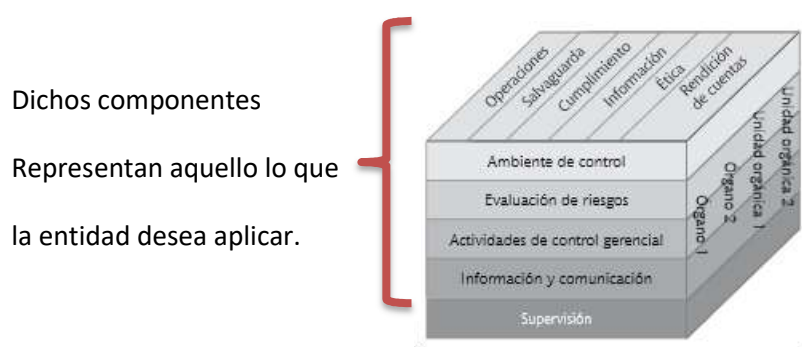 Dichos componentes
Representan aquello lo que
la entidad desea aplicar.
Operaciones
Salvaguarda
Cumplimiento
Información
Ética
Rendición
de cuentas
Ambiente de control
Evaluación de riesgos
Actividades de control gerencial
Información y comunicación
Supervisión
Órgano 1
Órgano 2
Unidad orgánica 1
Unidad orgánica 2